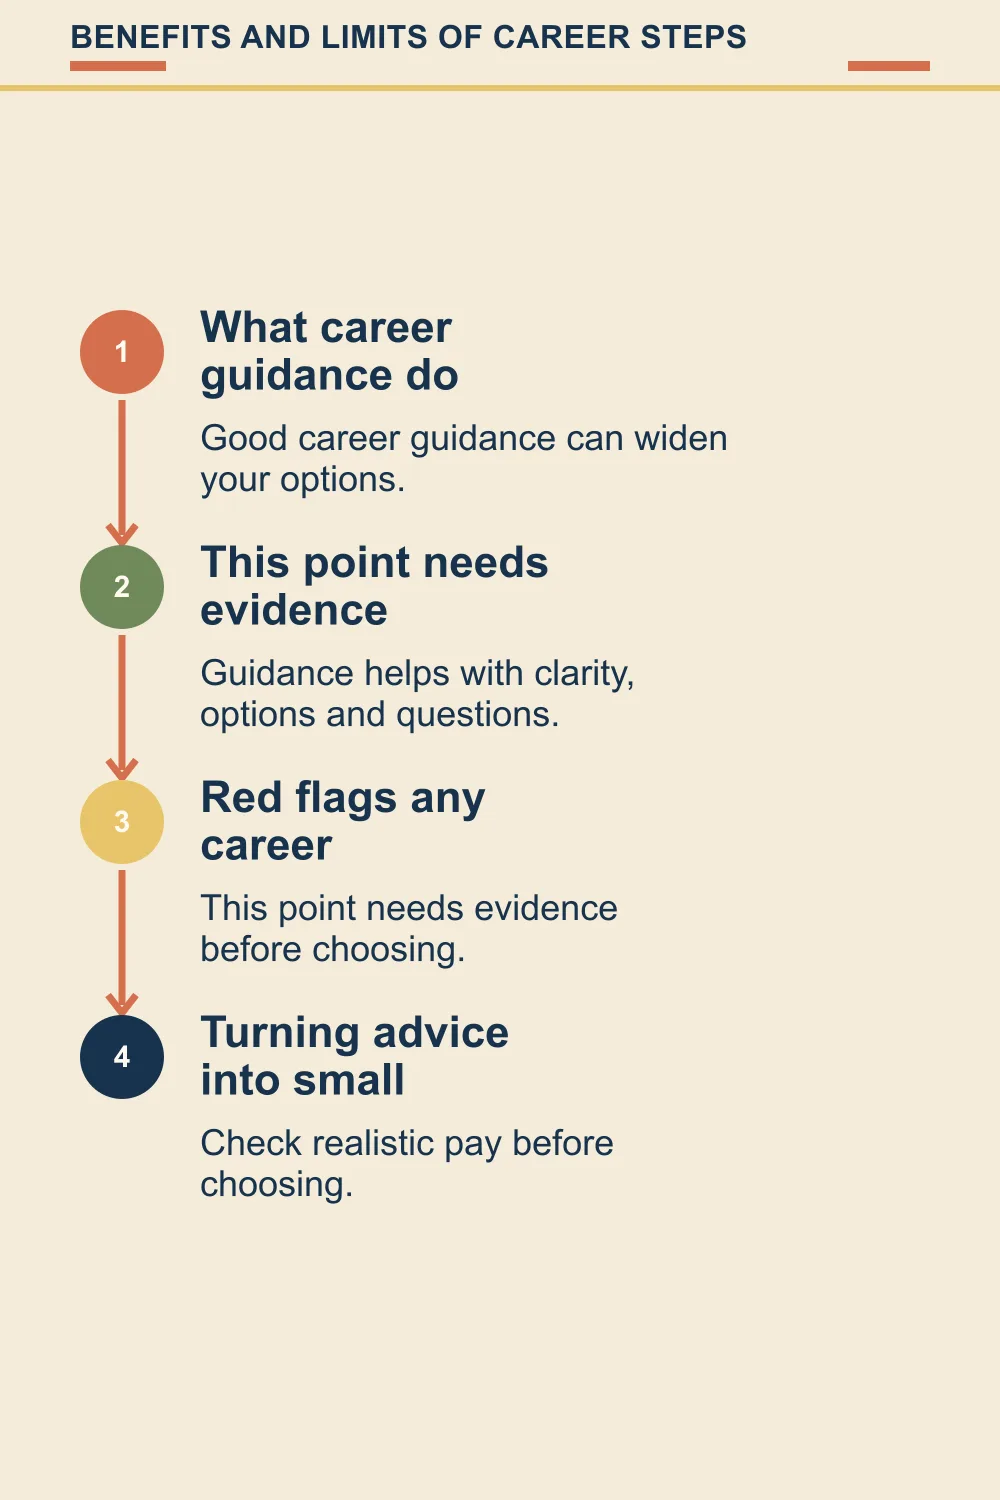 BENEFITS AND LIMITS OF CAREER STEPS
1
What career
guidance do
Good career guidance can widen
your options.
2
This point needs
evidence
Guidance helps with clarity,
options and questions.
3
Red flags any
career
This point needs evidence
before choosing.
4
Turning advice
into small
Check realistic pay before
choosing.